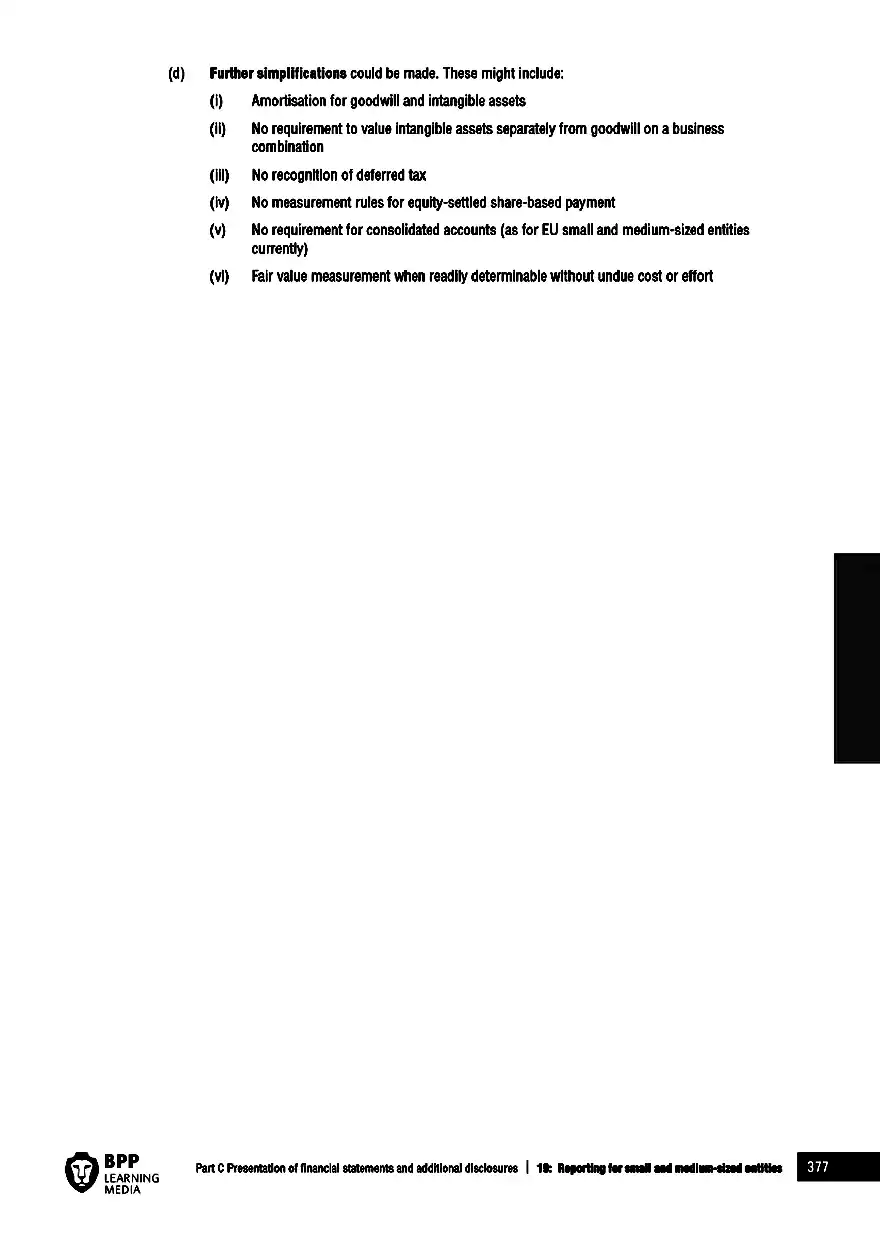 (d) Further simplifications could be made. These might include:
(i) Amortisation for goodwill and intangible assets
(ii) No requirement to value intangible assets separately from goodwill on a business
combination
(iii) No recognition of deferred tax
(iv) No measurement rules for equity-settled share-based payment
(v) No requirement for consolidated accounts (as for EU small and medium-sized entities
currently)
(vi) Fair value measurement when readily determinable without undue cost or effort
BPP
LEARNING
MEDIA
Part C Presentation of financial statements and additional disclosures | 19: Reporting for small and medium-sized entities 377